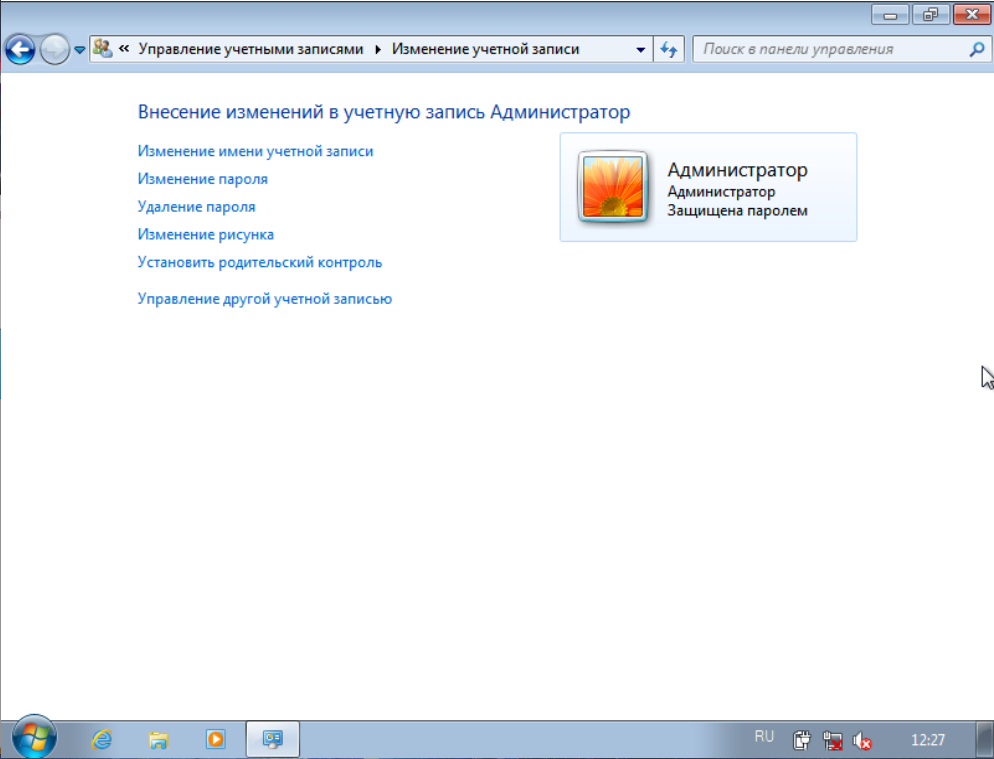 « Управление учетными записями Изменение учетной записи
Поиск в панели управления
Внесение изменений в учетную запись Администратор
Изменение имени учетной записи
Изменение пароля
Удаление пароля
Изменение рисунка
Установить родительский контроль
Управление другой учетной записью
Администратор
Администратор
Защищена паролем
RU
12:27